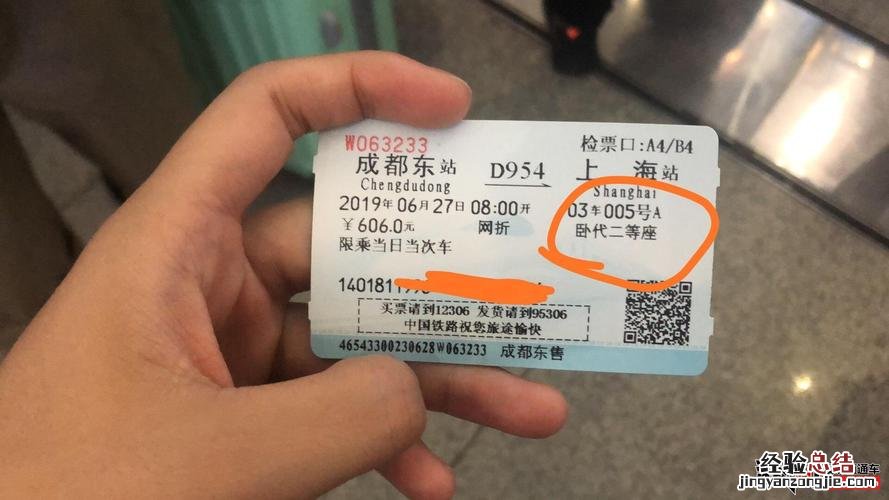 W063233
检票口:A4/B4
成都东站
D954
上海站
Chengdudong
Shanghai
2019年06月27日08:00开
03车005号A
¥606.0元
网折
卧代二等座
限乘当日当次车
买票请到12306 发货请到95306
中国铁路祝您旅途愉快
46543300230628W063233 成都东售
经验总结
jingyanzongjie.com